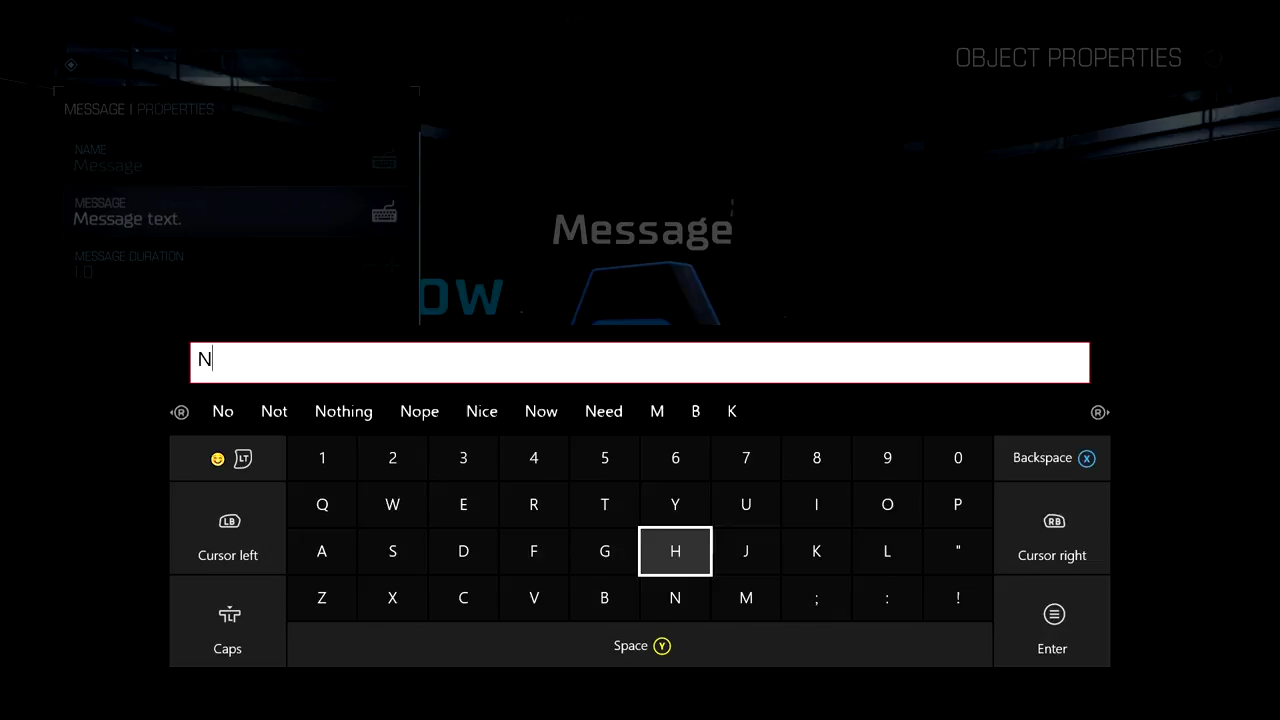 OBJECT PROPERTIES
MESSAGE | PROPERTIES
NAME
Message
MESSAGE
Message text.
MESSAGE DURATION
1.0
Message
OW
N
R No Not Nothing Nope Nice Now Need M B K R
LT 1 2 3 4 5 6 7 8 9 0 Backspace X
LB Q W E R T Y U I O P RB
Cursor left A S D F G H J K L " Cursor right
LT Z X C V B N M ; : !
Caps Space Y Enter